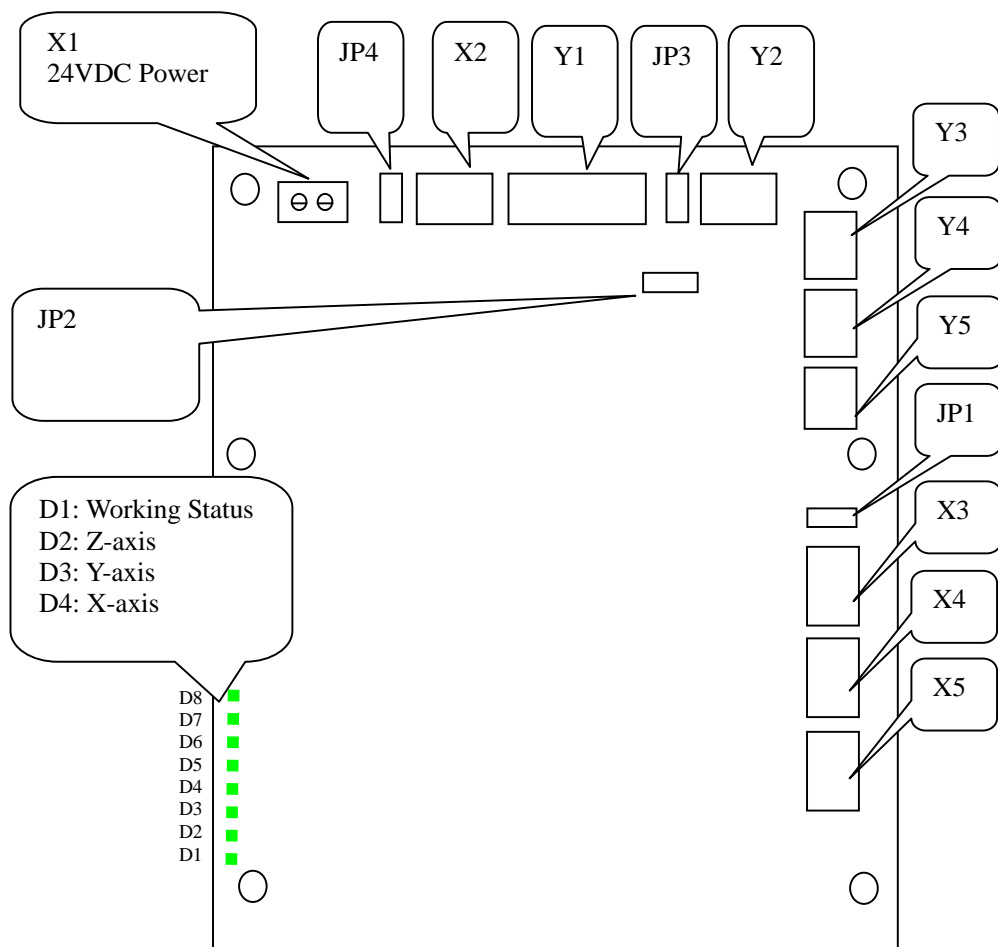 X1
24VDC Power
JP4
X2
Y1
JP3
Y2
Y3
Y4
JP2
Y5
JP1
D1: Working Status
D2: Z-axis
D3: Y-axis
D4: X-axis
X3
X4
X5
D8
D7
D6
D5
D4
D3
D2
D1